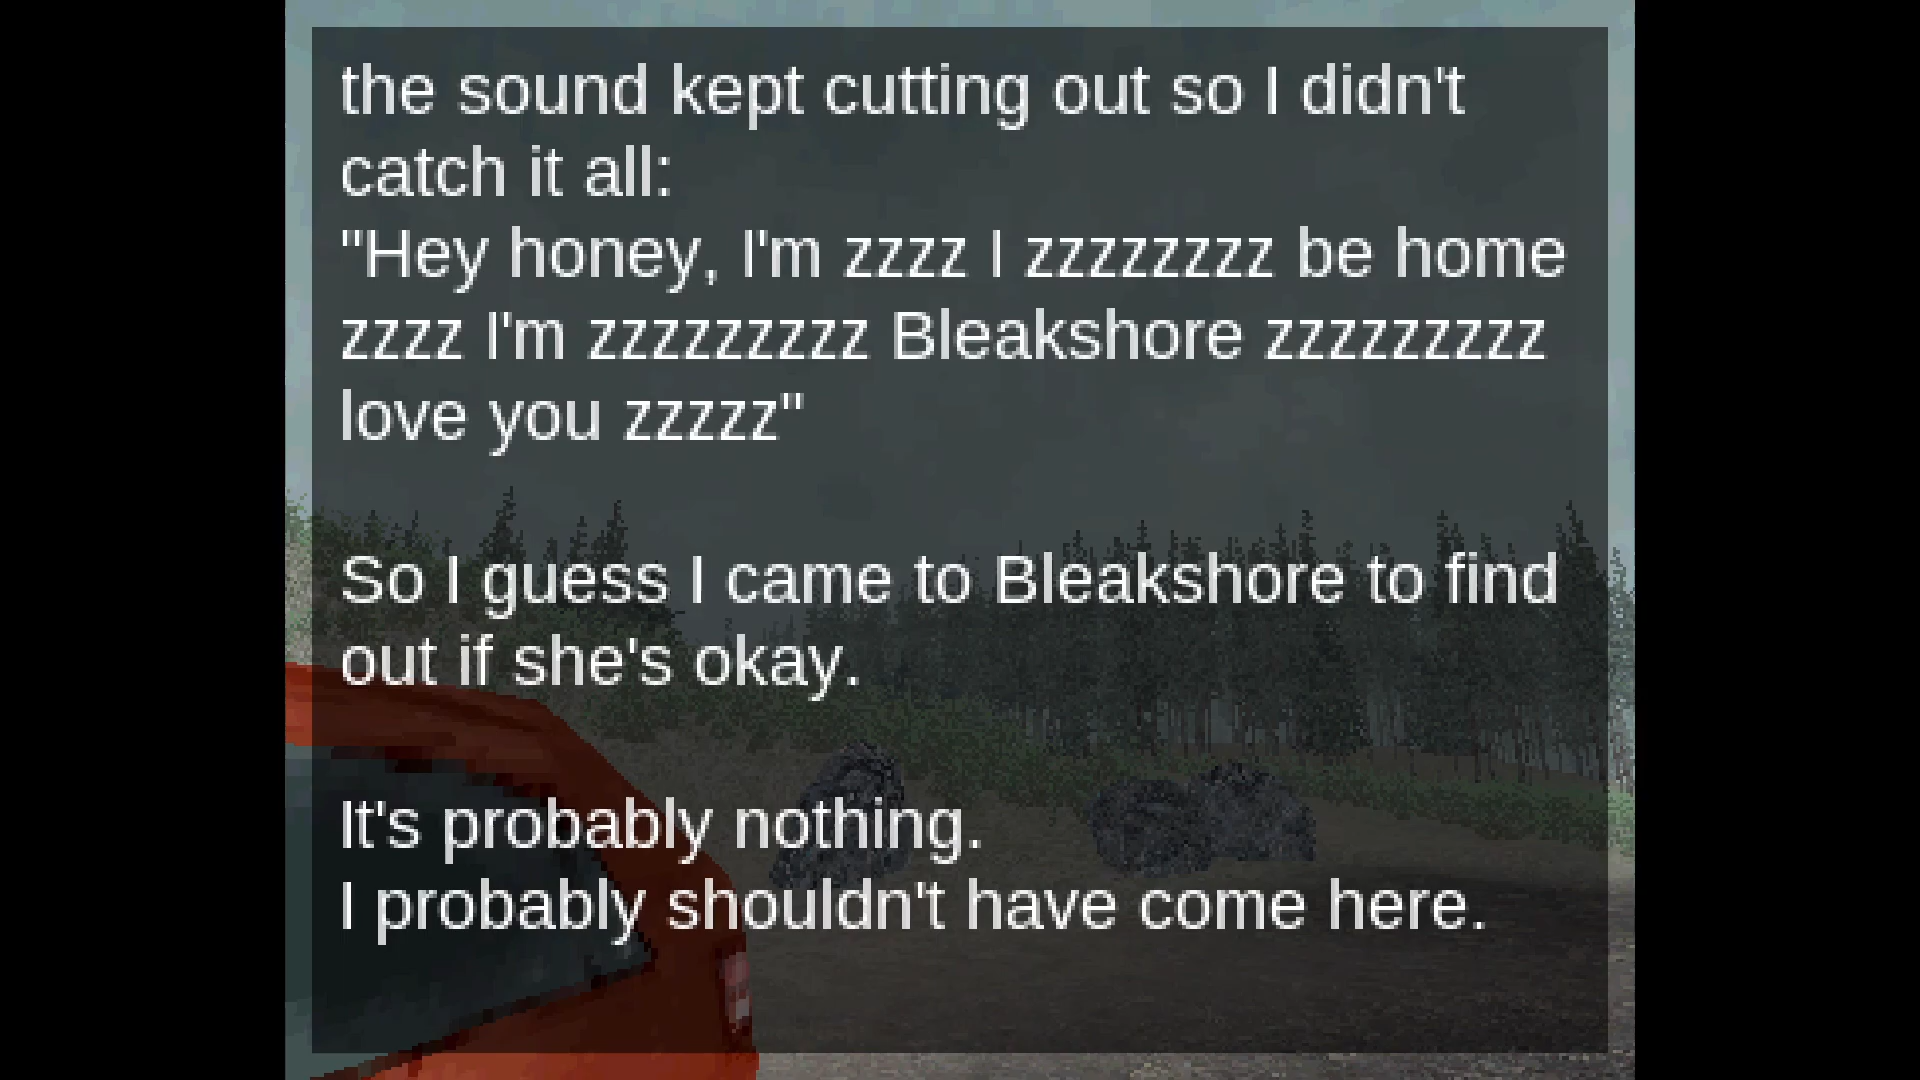 the sound kept cutting out so I didn't
catch it all:
"Hey honey, I'm zzzz I zzzzzzzz be home
zzzz I'm zzzzzzzzz Bleakshore zzzzzzzzz
love you zzzzz"
So I guess I came to Bleakshore to find
out if she's okay.
It's probably nothing.
I probably shouldn't have come here.